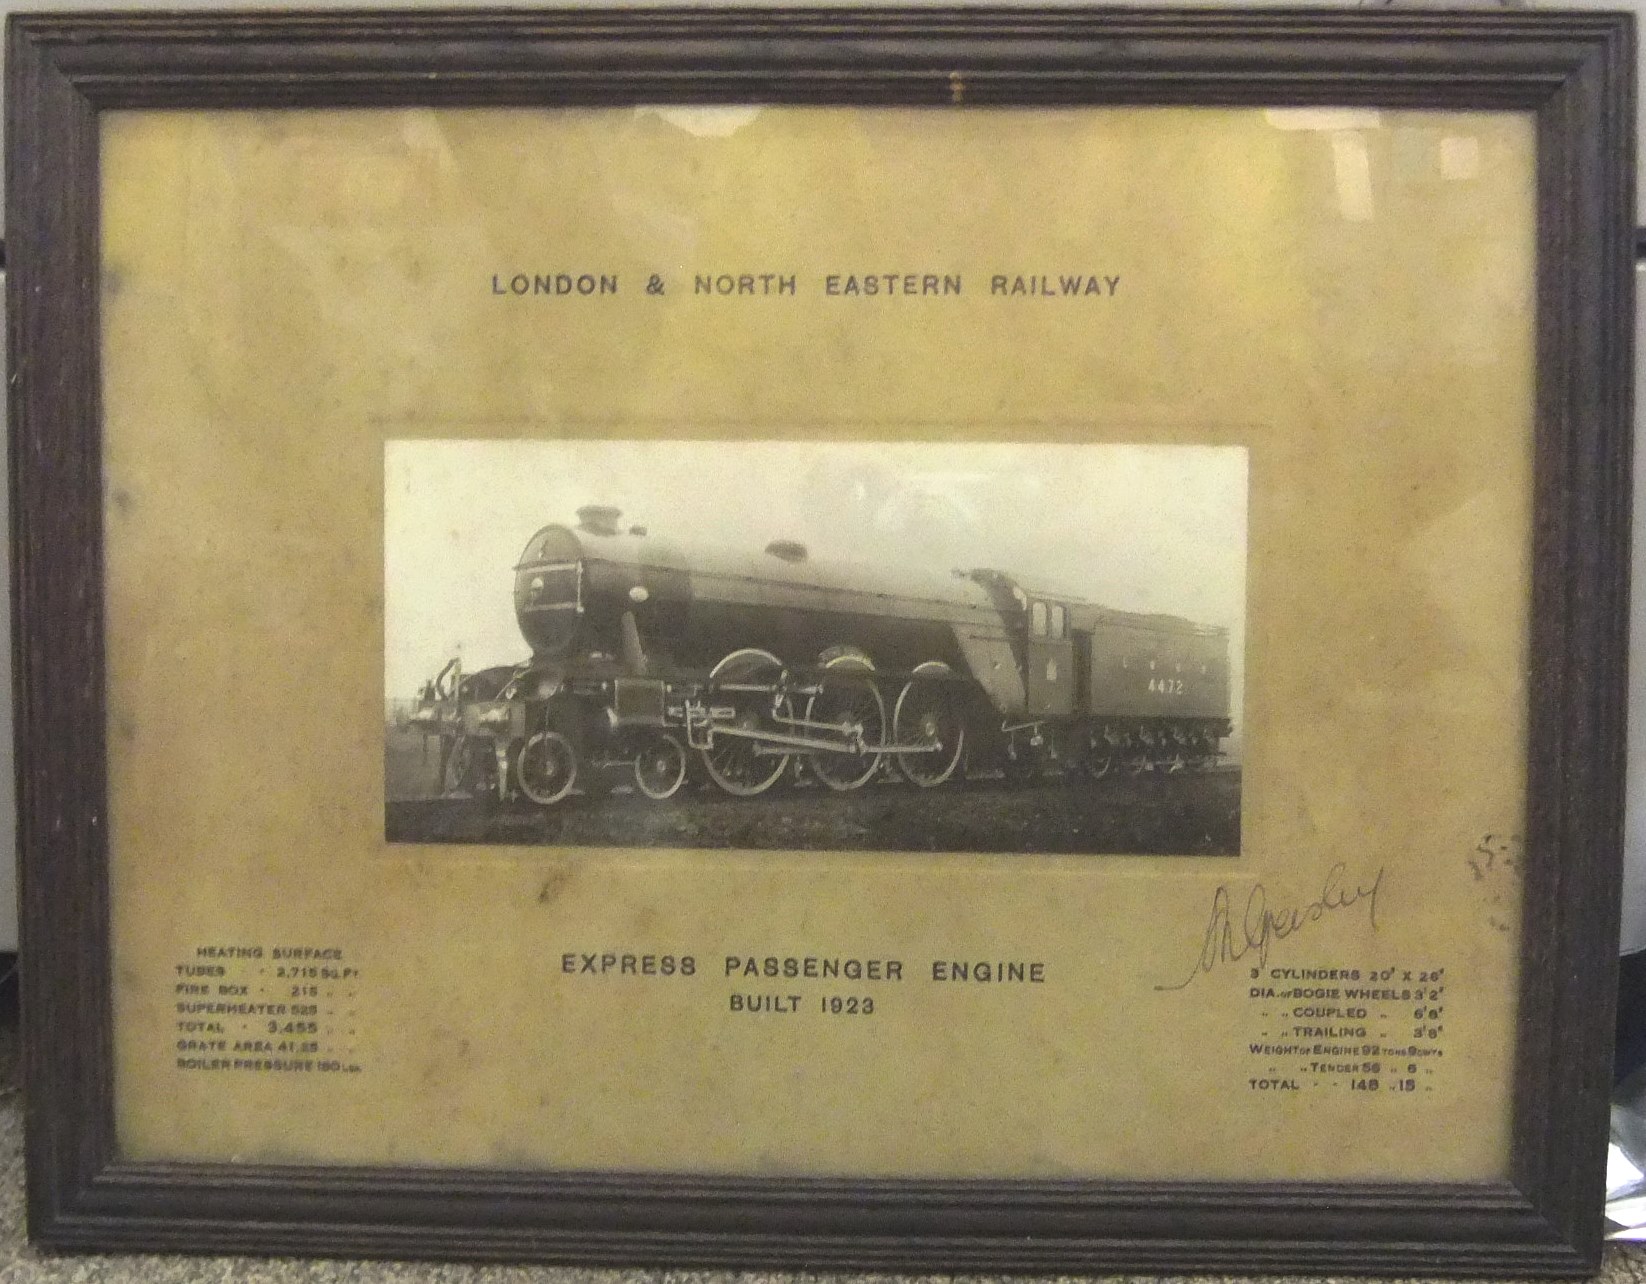 LONDON & NORTH EASTERN RAILWAY
L N E R
4472
H N Gresley
EXPRESS PASSENGER ENGINE
BUILT 1923
HEATING SURFACE
TUBES - - 2,715 SQ. FT
FIRE BOX - 215 " "
SUPERHEATER 525 " "
TOTAL - 3,455 " "
GRATE AREA 41.25 " "
BOILER PRESSURE 180 LBS.
3 CYLINDERS 20" X 26"
DIA. OF BOGIE WHEELS 3' 2"
" " COUPLED " 6' 8"
" " TRAILING " 3' 8"
WEIGHT OF ENGINE 92 TONS 9 CWTS
" " TENDER 56 " 6 "
TOTAL - - 148 " 15 "